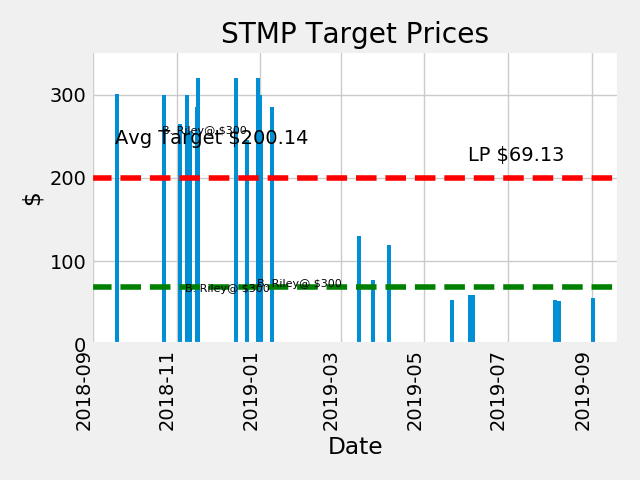 STMP Target Prices
300
200
100
0
$
B. Riley@ $300
Avg Target $200.14
LP $69.13
B. Riley@ $300
B. Riley@ $300
2018-09
2018-11
2019-01
2019-03
2019-05
2019-07
2019-09
Date